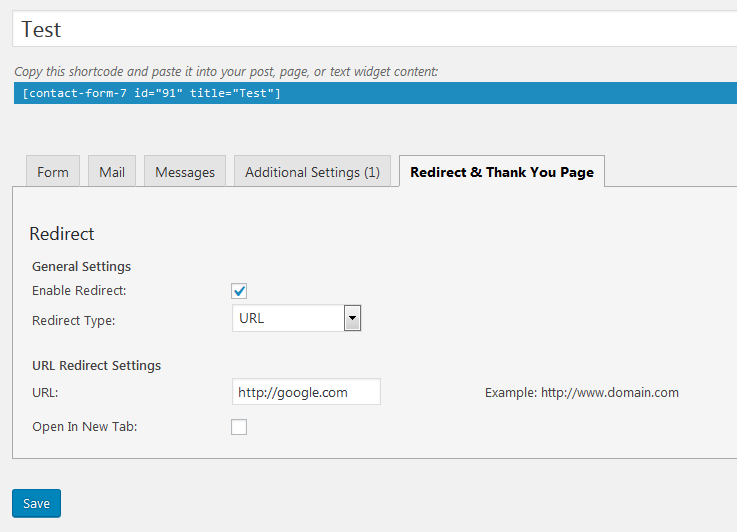 Test
Copy this shortcode and paste it into your post, page, or text widget content:
[contact-form-7 id="91" title="Test"]
Form Mail Messages Additional Settings (1) Redirect & Thank You Page
Redirect
General Settings
Enable Redirect:
Redirect Type: URL
URL Redirect Settings
URL: http://google.com Example: http://www.domain.com
Open In New Tab:
Save